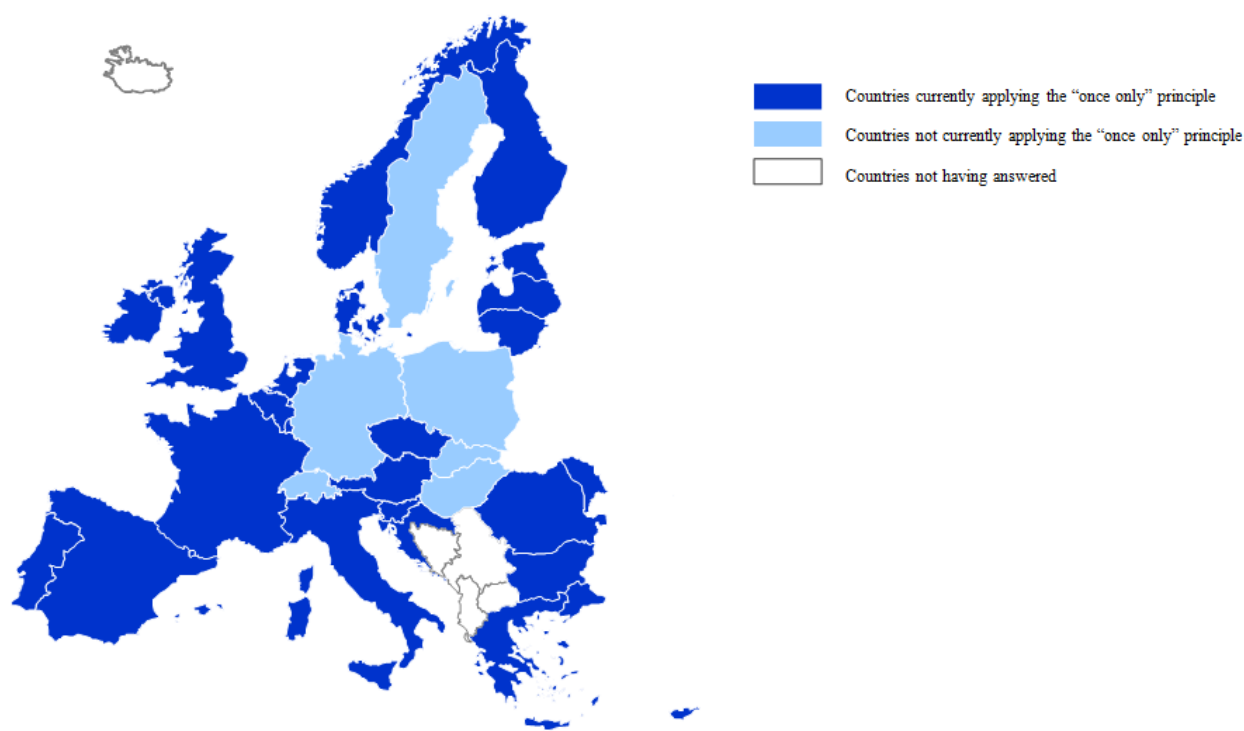 Countries currently applying the “once only” principle
Countries not currently applying the “once only” principle
Countries not having answered